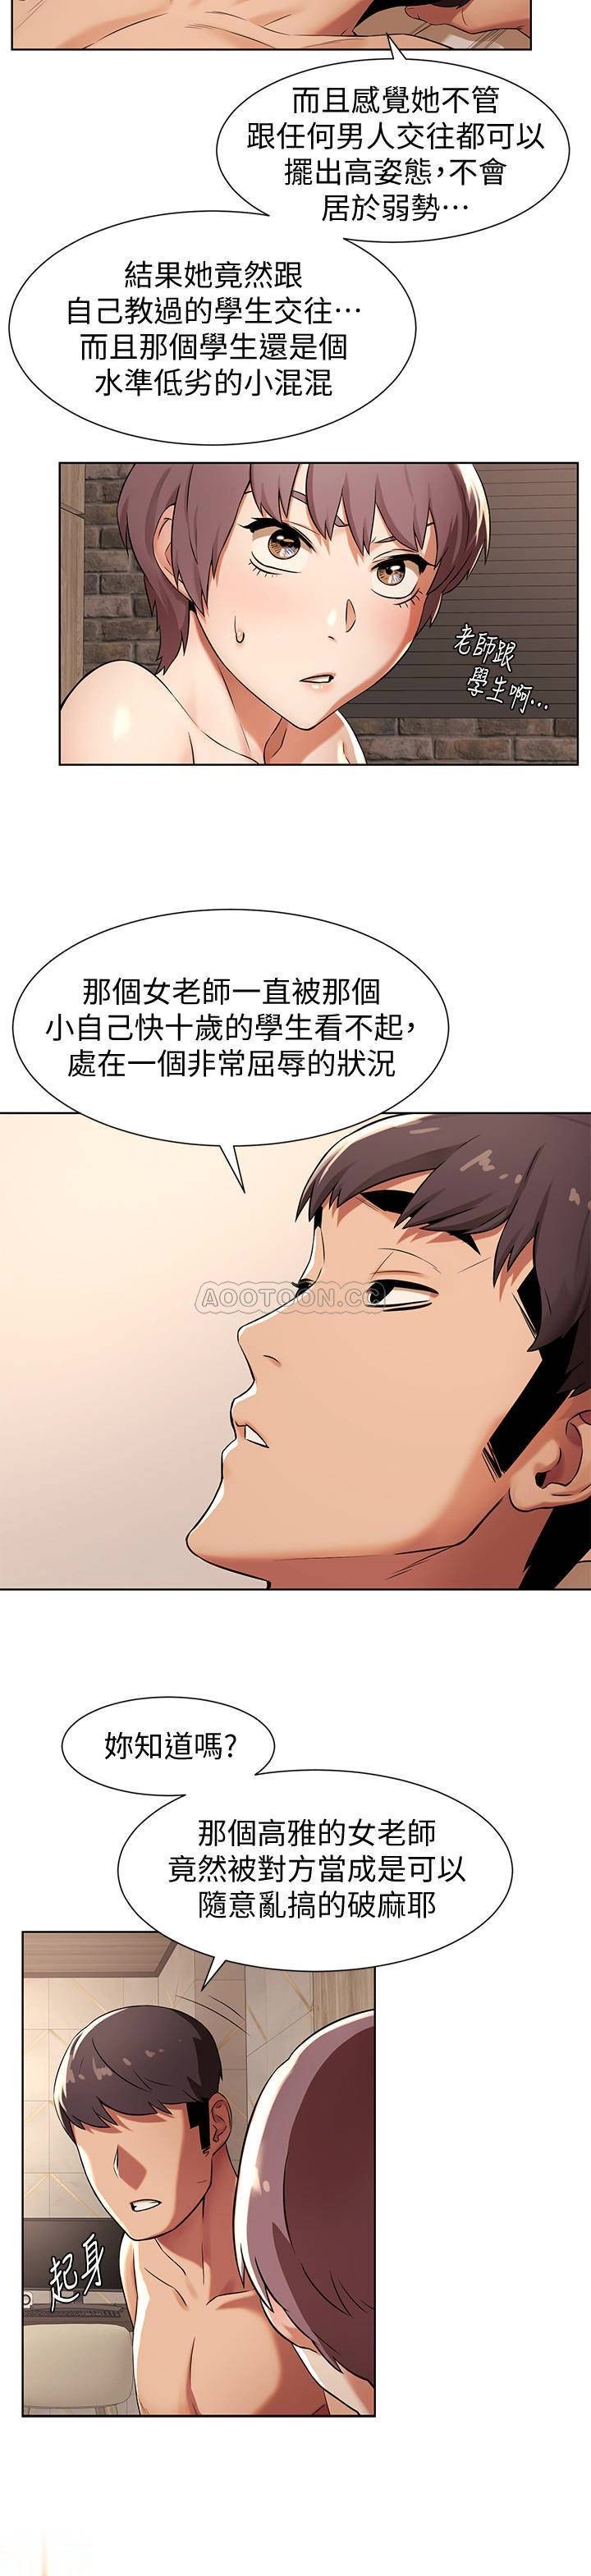 而且感覺她不管
跟任何男人交往都可以
擺出高姿態,不會
居於弱勢…
結果她竟然跟
自己教過的學生交往…
而且那個學生還是個
水準低劣的小混混
老師跟
學生啊…
那個女老師一直被那個
小自己快十歲的學生看不起,
處在一個非常屈辱的狀況
AOOTOON.CC
妳知道嗎?
那個高雅的女老師
竟然被對方當成是可以
隨意亂搞的破麻耶
起身